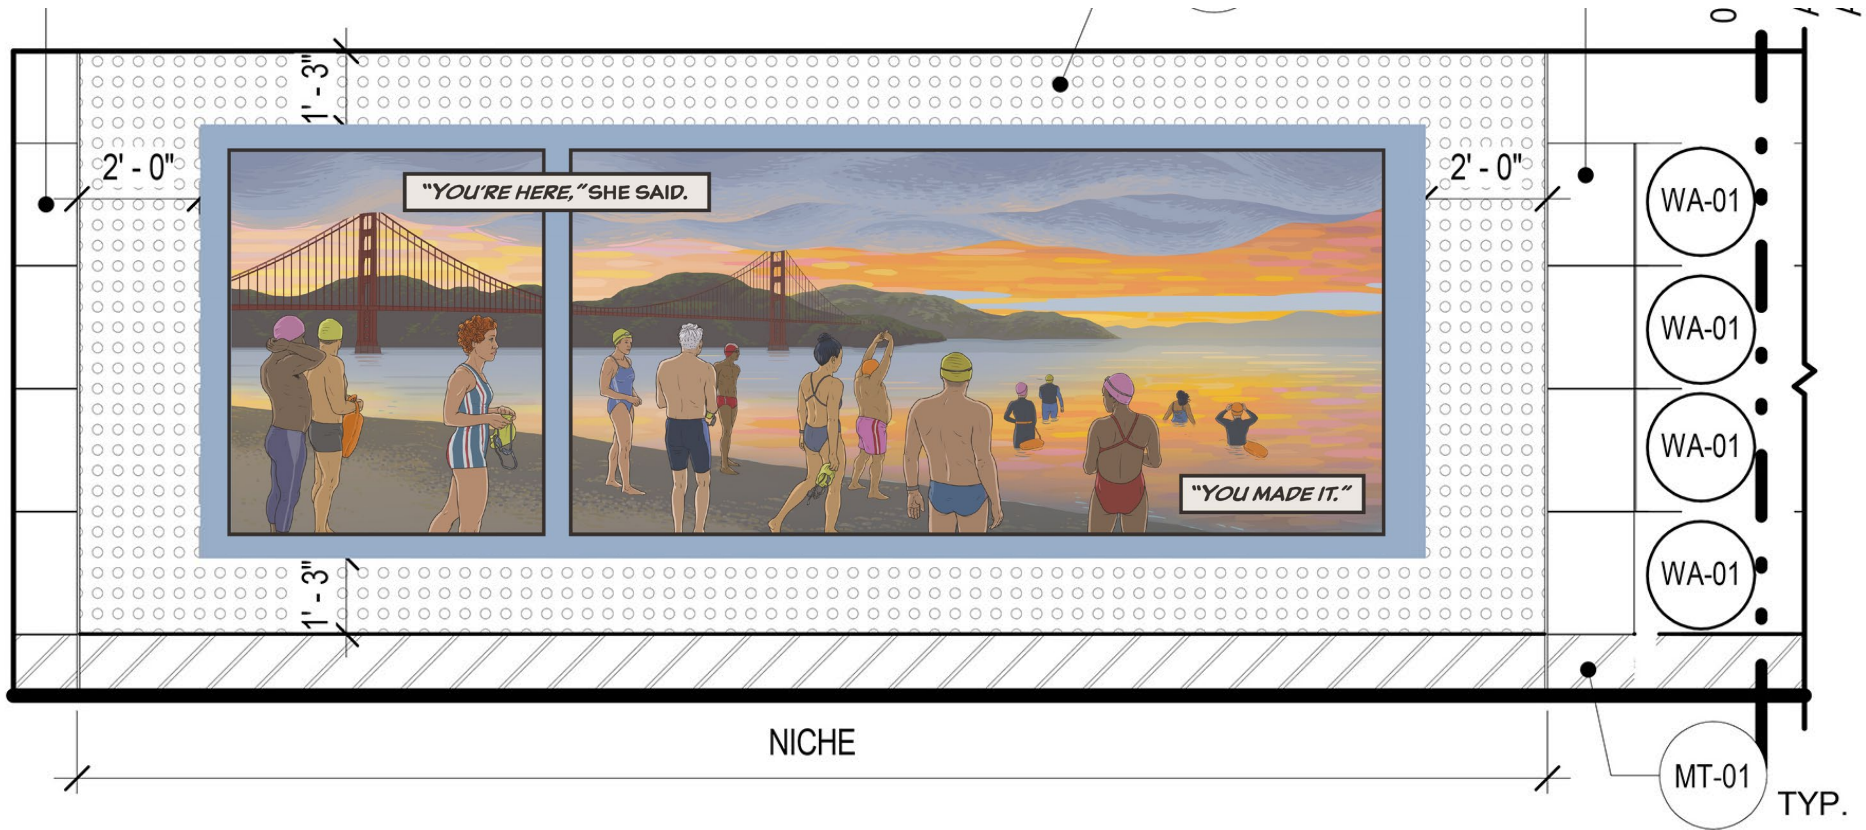 0
1' - 3"
2' - 0"
2' - 0"
"YOU'RE HERE," SHE SAID.
WA-01
WA-01
WA-01
"YOU MADE IT."
WA-01
1' - 3"
NICHE
MT-01
TYP.